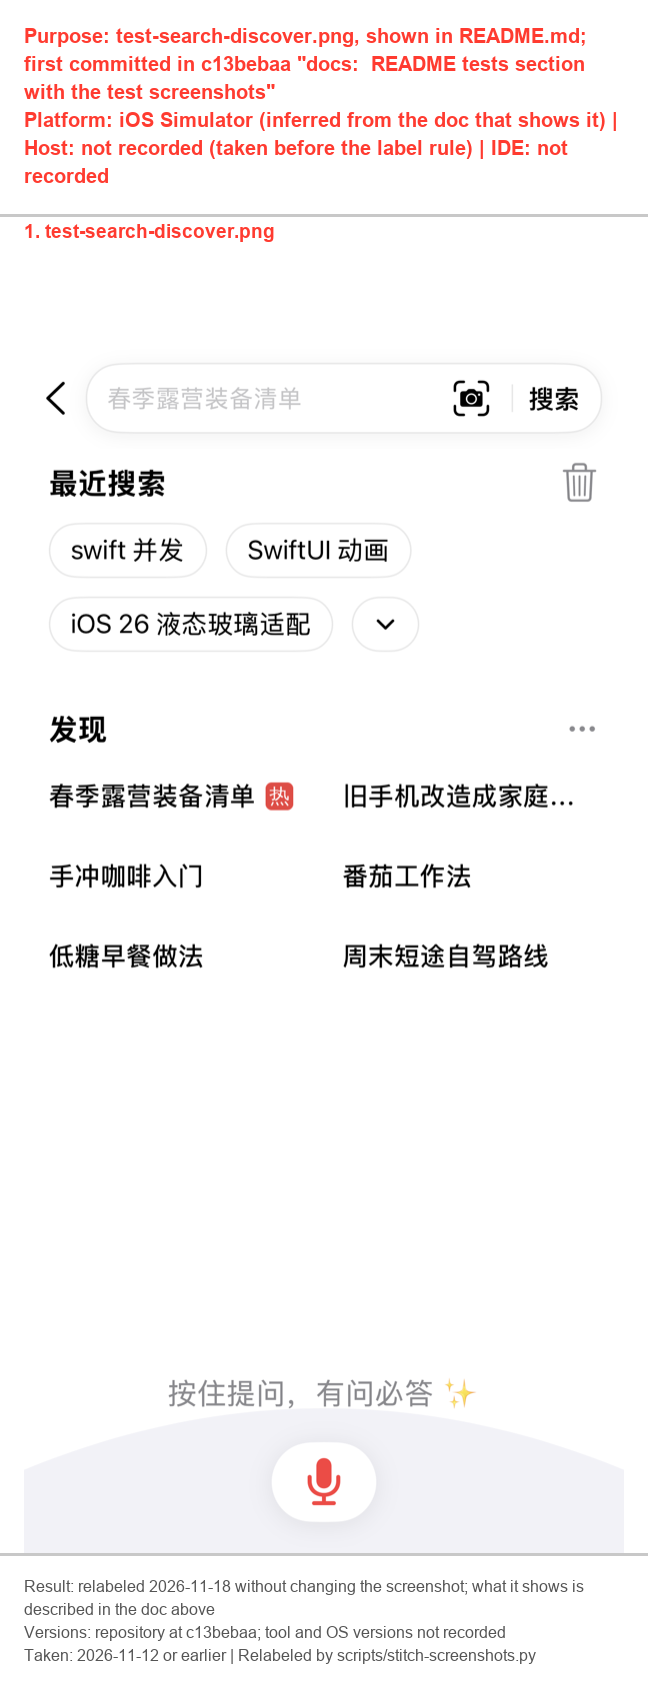 Purpose: test-search-discover.png, shown in README.md;
first committed in c13bebaa "docs:  README tests section
with the test screenshots"
Platform: iOS Simulator (inferred from the doc that shows it) |
Host: not recorded (taken before the label rule) | IDE: not
recorded
1. test-search-discover.png
春季露营装备清单 搜索
最近搜索
swift 并发 SwiftUI 动画
iOS 26 液态玻璃适配
发现
春季露营装备清单 热 旧手机改造成家庭...
手冲咖啡入门 番茄工作法
低糖早餐做法 周末短途自驾路线
按住提问，有问必答 ✨
Result: relabeled 2026-11-18 without changing the screenshot; what it shows is
described in the doc above
Versions: repository at c13bebaa; tool and OS versions not recorded
Taken: 2026-11-12 or earlier | Relabeled by scripts/stitch-screenshots.py